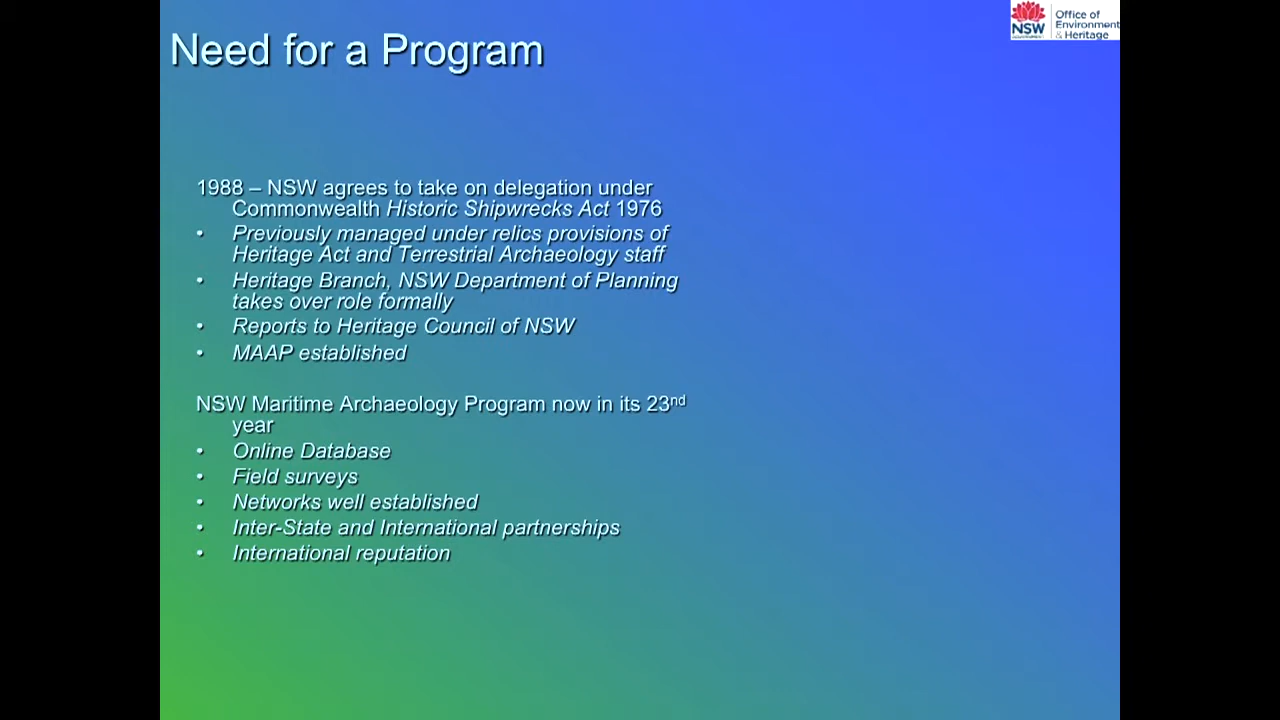 Need for a Program
Office of
Environment
& Heritage
NSW
1988 – NSW agrees to take on delegation under
Commonwealth Historic Shipwrecks Act 1976
• Previously managed under relics provisions of
Heritage Act and Terrestrial Archaeology staff
• Heritage Branch, NSW Department of Planning
takes over role formally
• Reports to Heritage Council of NSW
• MAAP established
NSW Maritime Archaeology Program now in its 23nd
year
• Online Database
• Field surveys
• Networks well established
• Inter-State and International partnerships
• International reputation